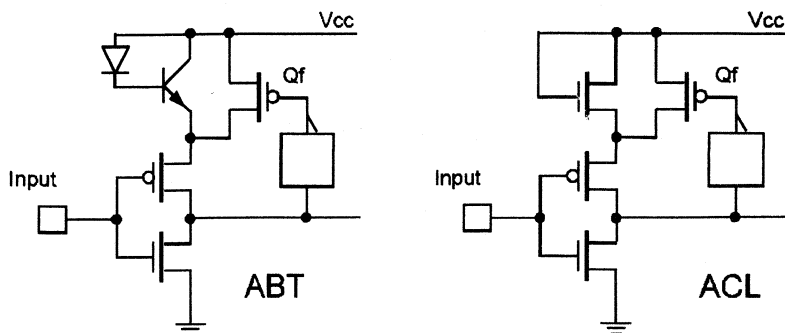 Vcc
Qf
Input
ABT
Vcc
Qf
Input
ACL